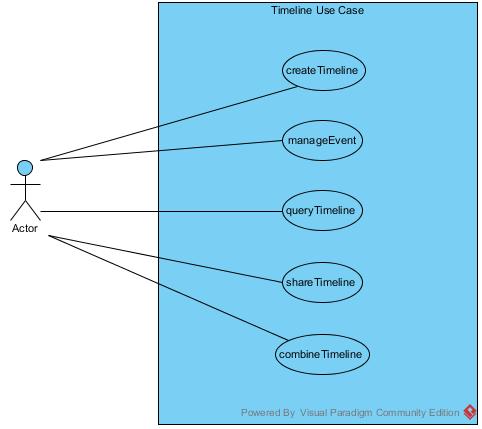 Timeline Use Case
createTimeline
manageEvent
queryTimeline
Actor
shareTimeline
combineTimeline
Powered By Visual Paradigm Community Edition